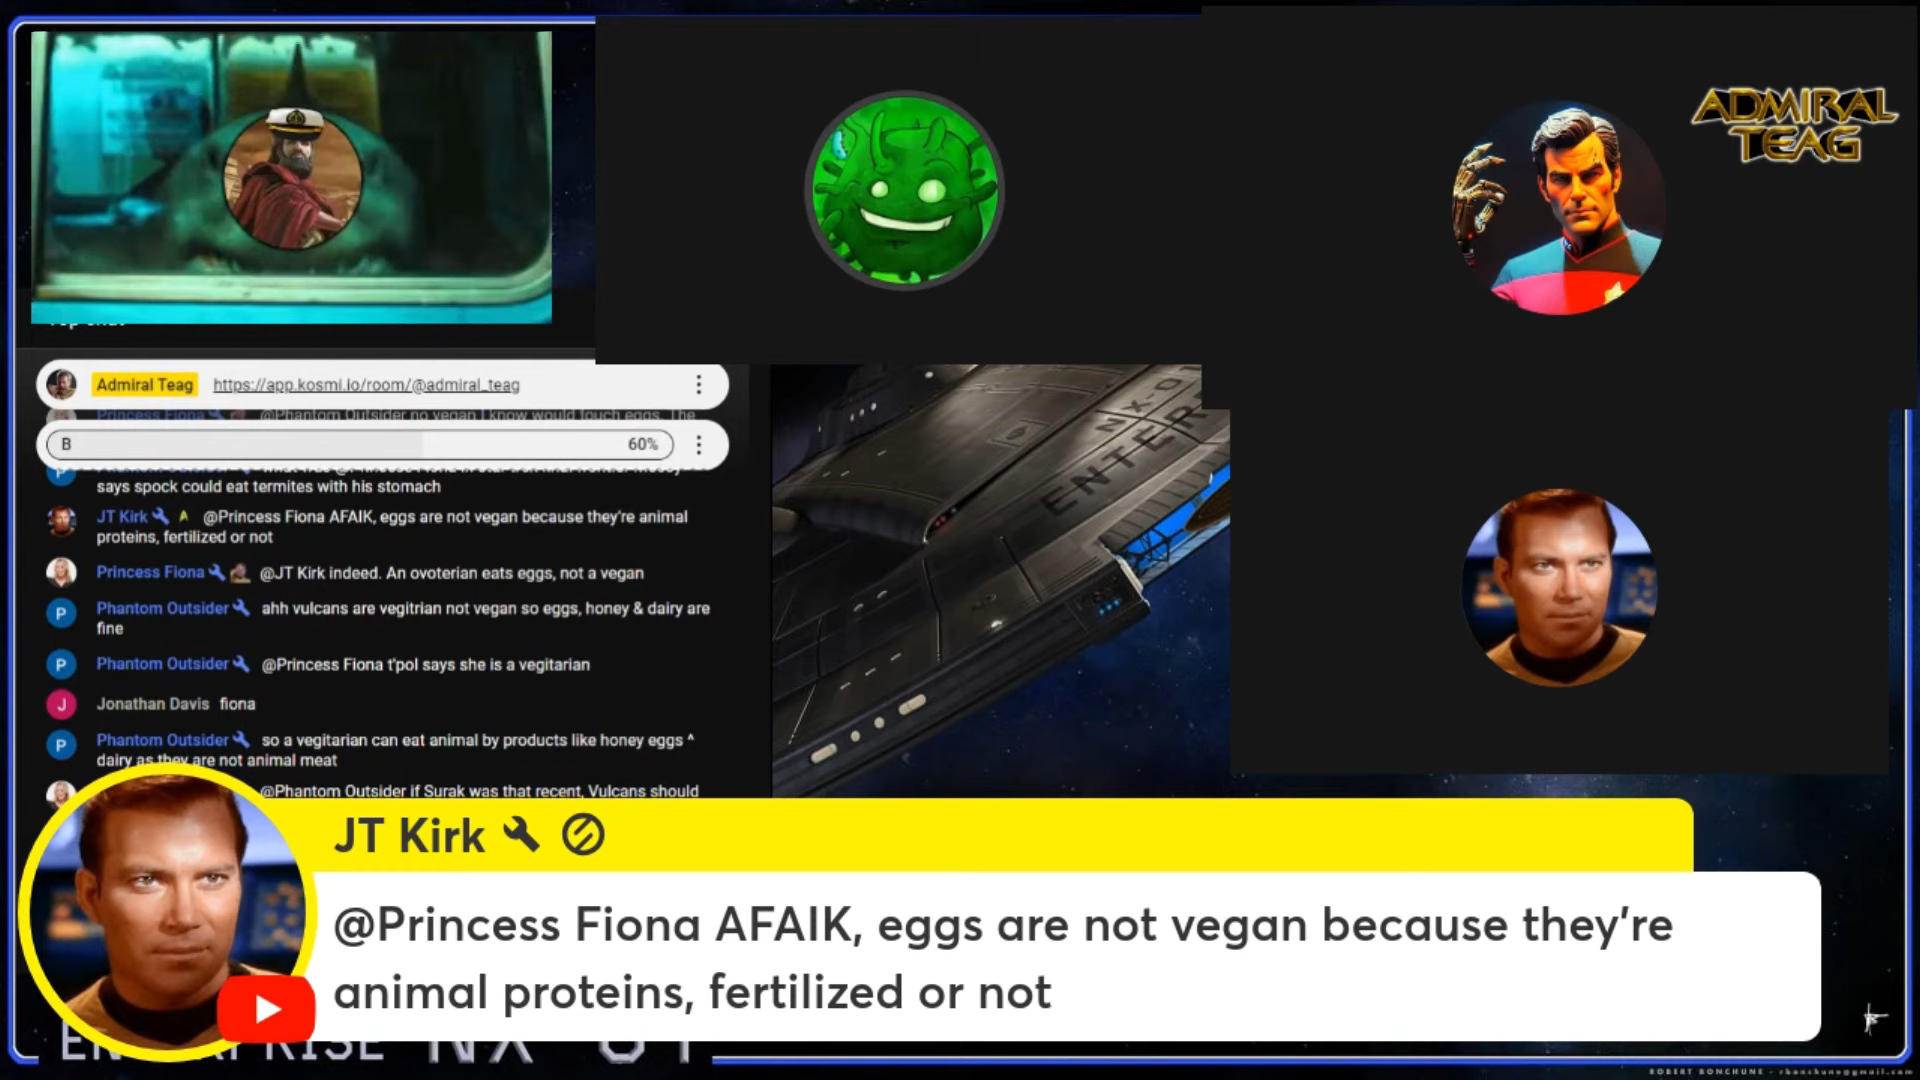 ADMIRAL
TEAG
Admiral Teag https://app.kosmi.io/room/@admiral_teag
Princess Fiona @Phantom Outsider no vegan I know would touch eggs. The
B 60%
says spock could eat termites with his stomach
JT Kirk @Princess Fiona AFAIK, eggs are not vegan because they're animal
proteins, fertilized or not
Princess Fiona @JT Kirk indeed. An ovoterian eats eggs, not a vegan
P Phantom Outsider ahh vulcans are vegitrian not vegan so eggs, honey & dairy are
fine
P Phantom Outsider @Princess Fiona t'pol says she is a vegitarian
J Jonathan Davis fiona
P Phantom Outsider so a vegitarian can eat animal by products like honey eggs ^
dairy as they are not animal meat
@Phantom Outsider if Surak was that recent, Vulcans should
NX-01
ENTER
JT Kirk
@Princess Fiona AFAIK, eggs are not vegan because they're
animal proteins, fertilized or not
ROBERT BONCHUNE - rbonchune@gmail.com